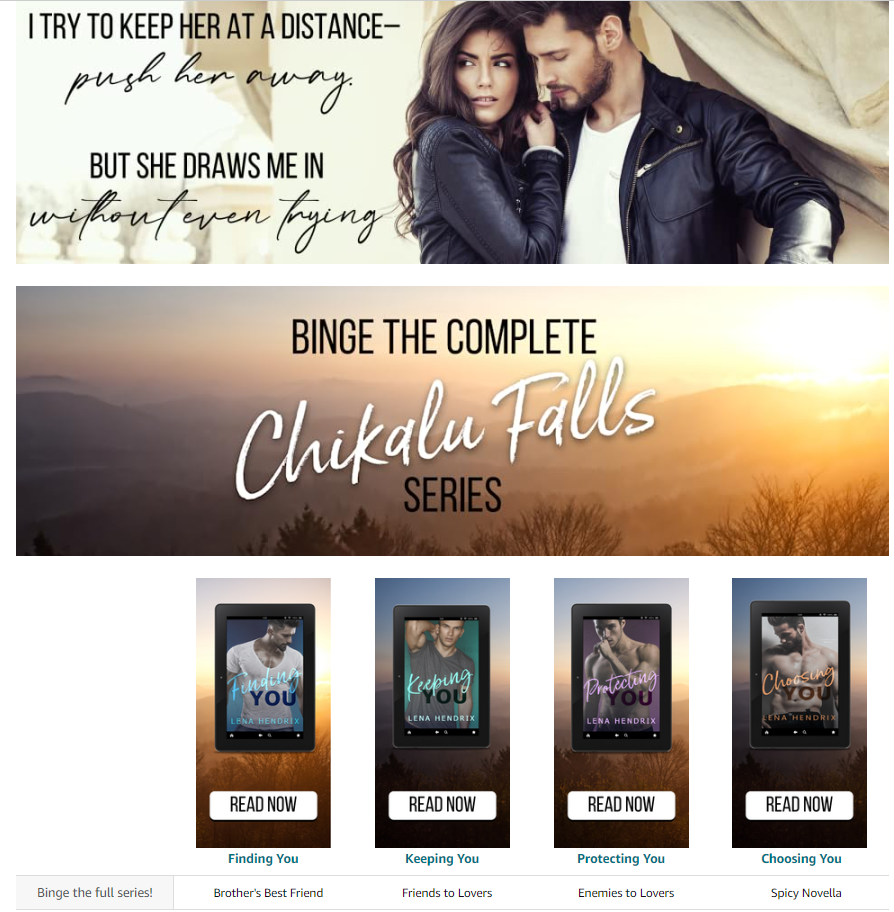 I TRY TO KEEP HER AT A DISTANCE–
push her away.
BUT SHE DRAWS ME IN
without even trying
BINGE THE COMPLETE
Chikalu Falls
SERIES
Finding
YOU
LENA HENDRIX
READ NOW
Finding You
Keeping
YOU
LENA HENDRIX
READ NOW
Keeping You
Protecting
YOU
LENA HENDRIX
READ NOW
Protecting You
Choosing
YOU
LENA HENDRIX
READ NOW
Choosing You
Binge the full series! Brother's Best Friend Friends to Lovers Enemies to Lovers Spicy Novella